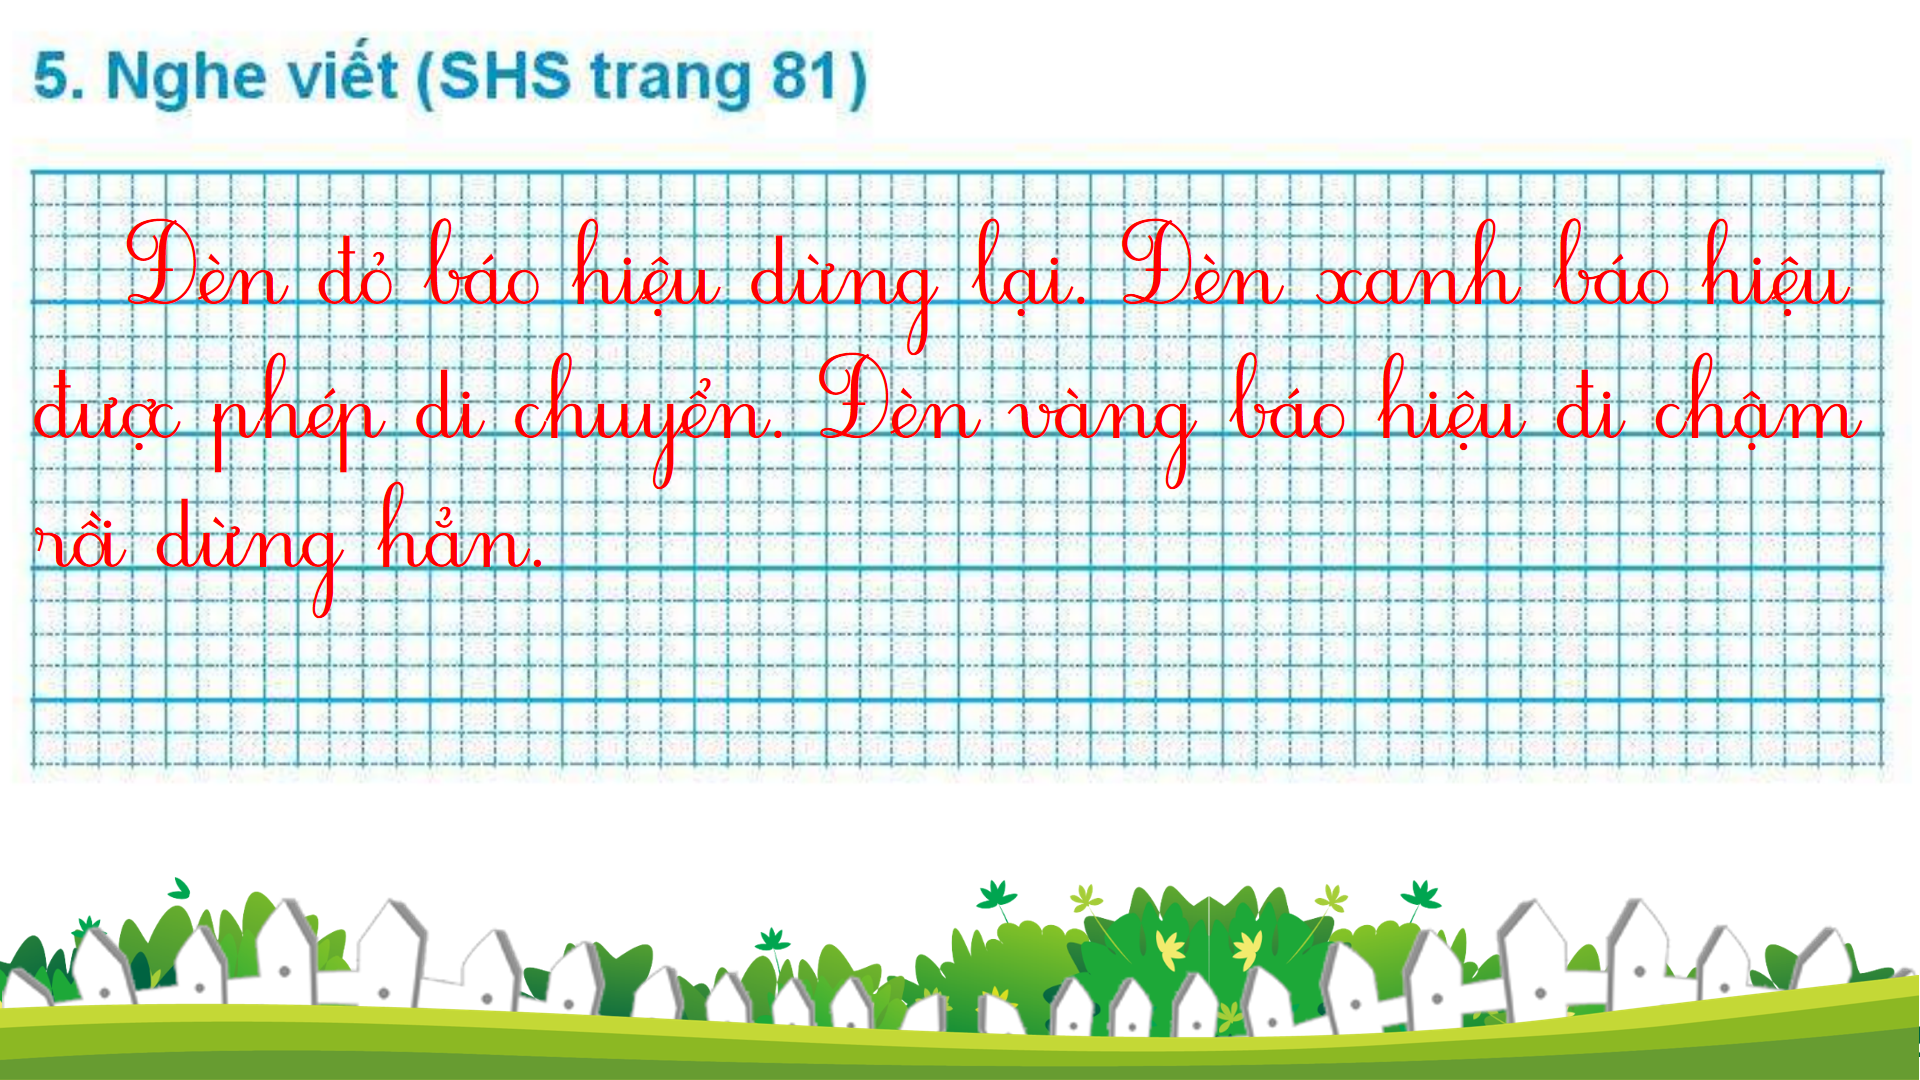 5. Nghe viết (SHS trang 81)
Đèn đỏ báo hiệu dừng lại. Đèn xanh báo hiệu
được phép di chuyển. Đèn vàng báo hiệu đi chậm
rồi dừng hẳn.